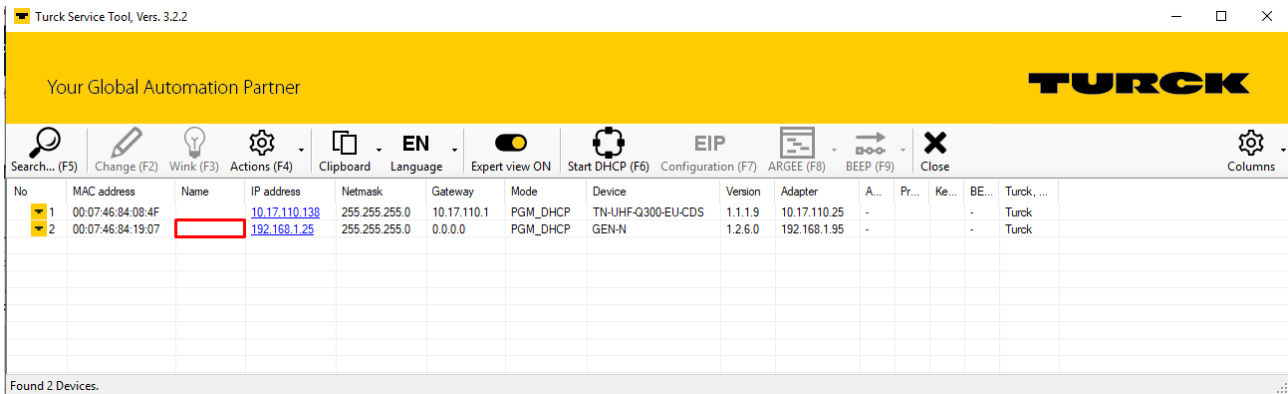 Turck Service Tool, Vers. 3.2.2
Your Global Automation Partner
TURCK
Search... (F5) Change (F2) Wink (F3) Actions (F4) Clipboard EN Language Expert view ON Start DHCP (F6) EIP Configuration (F7) ARGEE (F8) BEEP (F9) Close Columns
No MAC address Name IP address Netmask Gateway Mode Device Version Adapter A... Pr... Ke... BE... Turck, ...
1 00:07:46:84:08:4F 10.17.110.138 255.255.255.0 10.17.110.1 PGM_DHCP TN-UHF-Q300-EU-CDS 1.1.1.9 10.17.110.25 - - Turck
2 00:07:46:84:19:07 192.168.1.25 255.255.255.0 0.0.0.0 PGM_DHCP GEN-N 1.2.6.0 192.168.1.95 - - Turck
Found 2 Devices.